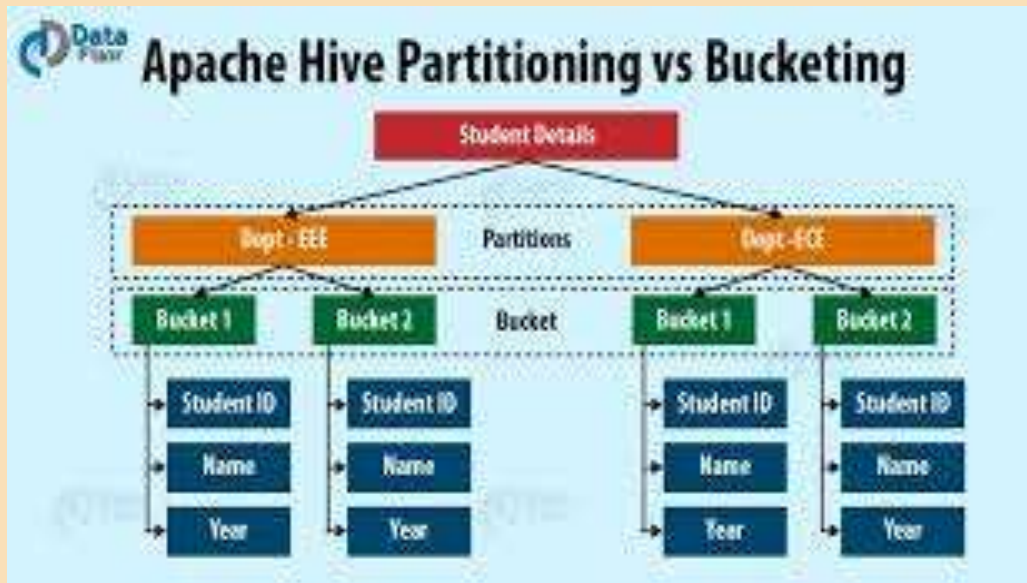 Data
Flair
Apache Hive Partitioning vs Bucketing
Student Details
Dept - EEE
Partitions
Dept -ECE
Bucket 1
Bucket 2
Bucket
Bucket 1
Bucket 2
Student ID
Student ID
Student ID
Student ID
Name
Name
Name
Name
Year
Year
Year
Year